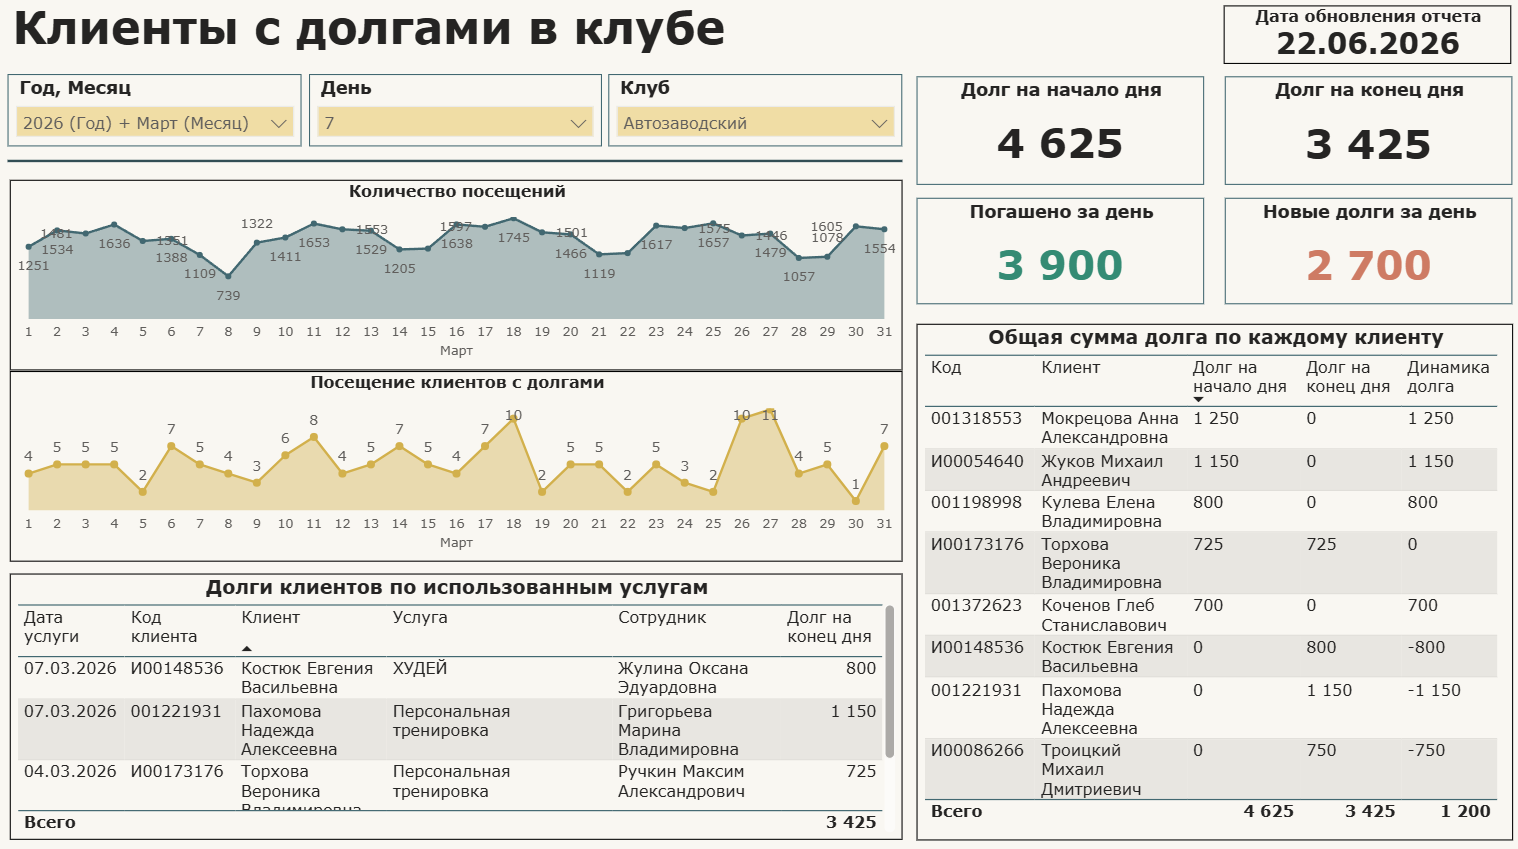 Клиенты с долгами в клубе
Дата обновления отчета
22.06.2026
Год, Месяц
2026 (Год) + Март (Месяц)
День
7
Клуб
Автозаводский
Долг на начало дня
4 625
Долг на конец дня
3 425
Погашено за день
3 900
Новые долги за день
2 700
Количество посещений
1251 1481 1534 1636 1351 1388 1109 739 1322 1411 1653 1553 1529 1205 1597 1638 1745 1501 1466 1119 1617 1575 1657 1446 1479 1057 1605 1078 1554
1 2 3 4 5 6 7 8 9 10 11 12 13 14 15 16 17 18 19 20 21 22 23 24 25 26 27 28 29 30 31
Март
Посещение клиентов с долгами
4 5 5 5 2 7 5 4 3 6 8 4 5 7 5 4 7 10 2 5 5 2 5 3 2 10 11 4 5 1 7
1 2 3 4 5 6 7 8 9 10 11 12 13 14 15 16 17 18 19 20 21 22 23 24 25 26 27 28 29 30 31
Март
Долги клиентов по использованным услугам
Дата Код Клиент Услуга Сотрудник Долг на
услуги клиента конец дня
07.03.2026 И00148536 Костюк Евгения ХУДЕЙ Жулина Оксана 800
Васильевна Эдуардовна
07.03.2026 001221931 Пахомова Персональная Григорьева 1 150
Надежда тренировка Марина
Алексеевна Владимировна
04.03.2026 И00173176 Торхова Персональная Ручкин Максим 725
Вероника тренировка Александрович
Владимировна
Всего 3 425
Общая сумма долга по каждому клиенту
Код Клиент Долг на Долг на Динамика
начало дня конец дня долга
001318553 Мокрецова Анна 1 250 0 1 250
Александровна
И00054640 Жуков Михаил 1 150 0 1 150
Андреевич
001198998 Кулева Елена 800 0 800
Владимировна
И00173176 Торхова 725 725 0
Вероника
Владимировна
001372623 Коченов Глеб 700 0 700
Станиславович
И00148536 Костюк Евгения 0 800 -800
Васильевна
001221931 Пахомова 0 1 150 -1 150
Надежда
Алексеевна
И00086266 Троицкий 0 750 -750
Михаил
Дмитриевич
Всего 4 625 3 425 1 200